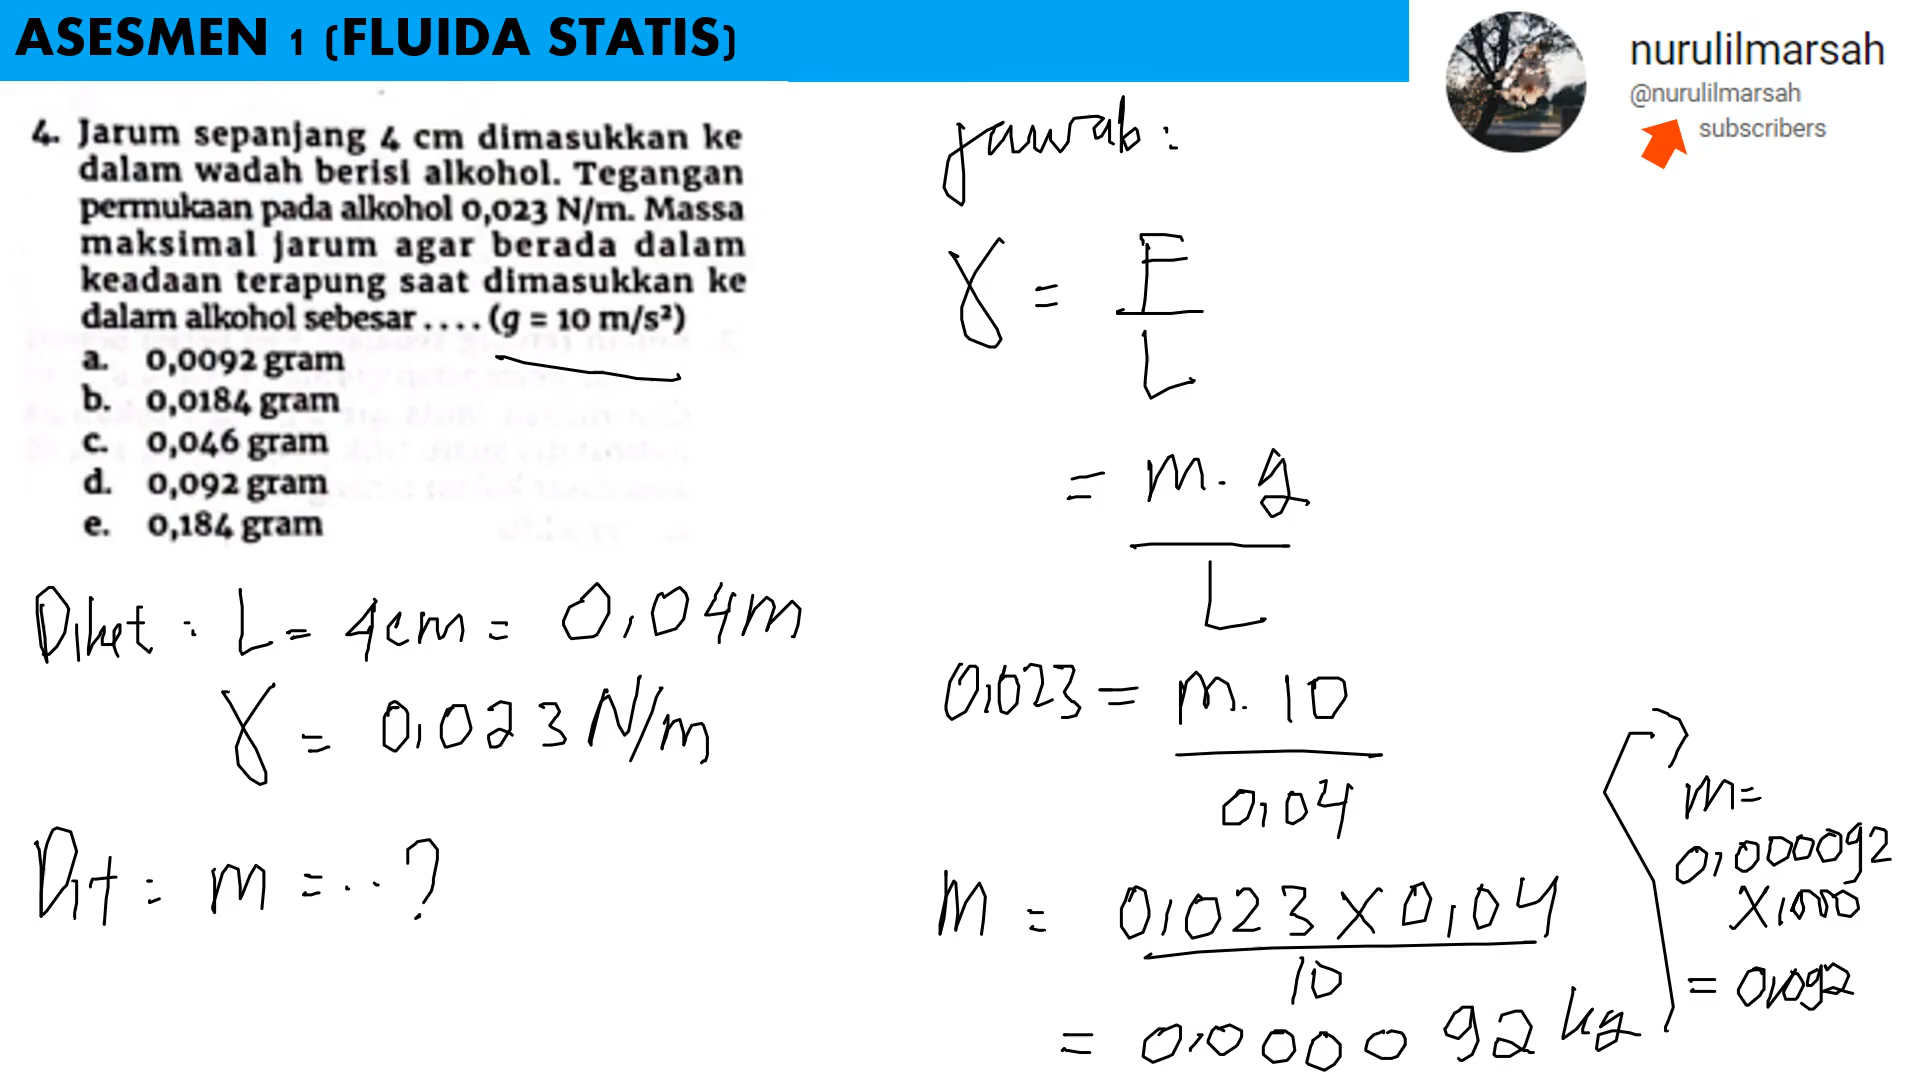 ASESMEN 1 (FLUIDA STATIS)
nurulilmarsah
@nurulilmarsah
subscribers
4. Jarum sepanjang 4 cm dimasukkan ke
dalam wadah berisi alkohol. Tegangan
permukaan pada alkohol 0,023 N/m. Massa
maksimal jarum agar berada dalam
keadaan terapung saat dimasukkan ke
dalam alkohol sebesar .... (g = 10 m/s²)
a. 0,0092 gram
b. 0,0184 gram
c. 0,046 gram
d. 0,092 gram
e. 0,184 gram
Diket : L = 4 cm = 0,04 m
γ = 0,023 N/m
Dit : m = .. ?
Jawab :
γ = F
L
= m . g
L
0,023 = m . 10
0,04
m = 0,023 x 0,04
10
= 0,000092 kg
m =
0,000092
x 1000
= 0,092